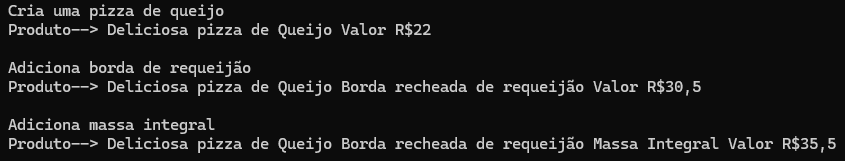 Cria uma pizza de queijo
Produto--> Deliciosa pizza de Queijo Valor R$22
Adiciona borda de requeijão
Produto--> Deliciosa pizza de Queijo Borda recheada de requeijão Valor R$30,5
Adiciona massa integral
Produto--> Deliciosa pizza de Queijo Borda recheada de requeijão Massa Integral Valor R$35,5